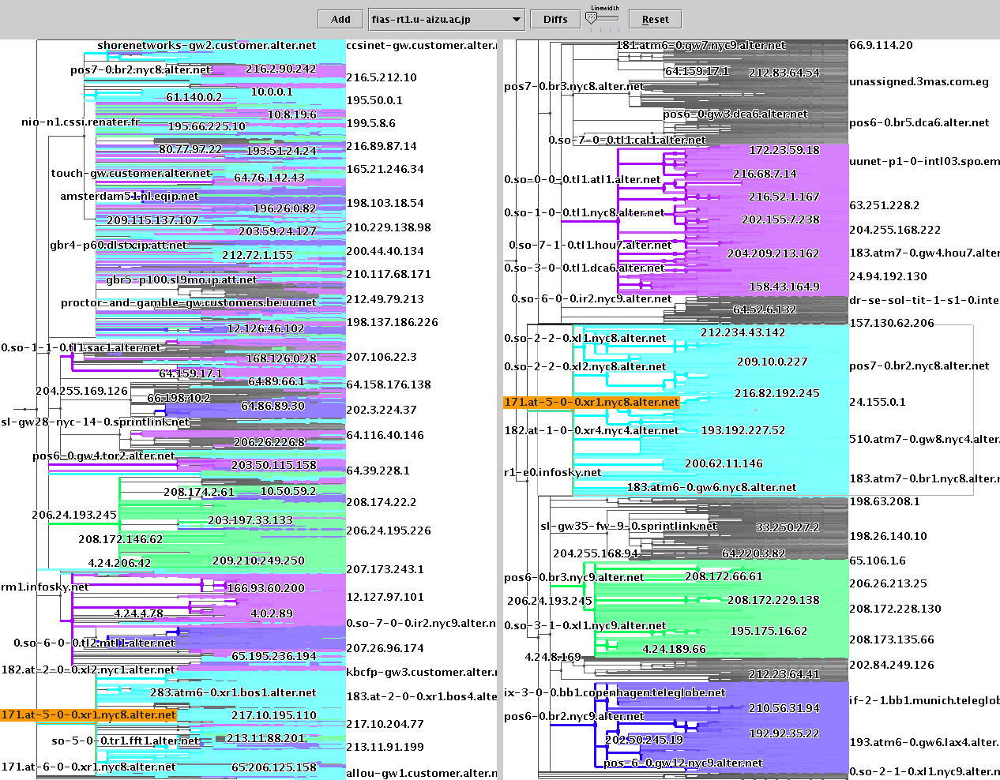 Add
fias-rt1.u-aizu.ac.jp
Diffs
Linewidth
Reset
shorenetworks-gw2.customer.alter.net
ccsinet-gw.customer.alter.n
pos7-0.br2.nyc8.alter.net
216.2.90.242
216.5.212.10
61.140.0.2
10.0.0.1
195.50.0.1
10.8.19.6
nio-n1.cssi.renater.fr
195.66.225.10
199.5.8.6
80.77.97.22
193.51.24.24
216.89.87.14
touch-gw.customer.alter.net
64.76.142.43
165.21.246.34
amsterdam51.nl.eqip.net
196.26.0.82
198.103.18.54
209.115.137.107
203.59.24.127
210.229.138.98
gbr4-p60.dlstx.ip.att.net
212.72.1.155
200.44.40.134
gbr5-p100.sl9mo.ip.att.net
210.117.68.171
proctor-and-gamble-gw.customers.be.uu.net
212.49.79.213
12.126.46.102
198.137.186.226
0.so-1-1-0.tl1.sac1.alter.net
168.126.0.28
207.106.22.3
64.159.17.1
64.89.66.1
64.158.176.138
204.255.169.126
66.198.40.2
64.86.89.30
202.3.224.37
sl-gw28-nyc-14-0.sprintlink.net
206.26.226.8
64.116.40.146
pos6-0.gw4.tor2.alter.net
203.50.115.158
64.39.228.1
208.174.2.61
10.50.59.2
208.174.22.2
206.24.193.245
203.197.33.133
206.24.195.226
208.172.146.62
4.24.206.42
209.210.249.250
207.173.243.1
rm1.infosky.net
166.93.60.200
12.127.97.101
4.24.4.78
4.0.2.89
0.so-7-0-0.ir2.nyc9.alter.n
0.so-6-0-0.tl2.mtl1.alter.net
207.26.96.174
65.195.236.194
182.at-2-0-0.xl2.nyc1.alter.net
kbcfp-gw3.customer.alter.r
283.atm6-0.xr1.bos1.alter.net
183.at-2-0-0.xr1.bos4.alte
171.at-5-0-0.xr1.nyc8.alter.net
217.10.195.110
217.10.204.77
so-5-0-0.tr1.fft1.alter.net
213.11.88.201
213.11.91.199
171.at-6-0-0.xr1.nyc8.alter.net
65.206.125.158
allou-gw1.customer.alter.n
181.atm6-0.gw7.nyc9.alter.net
66.9.114.20
64.159.17.1
212.83.64.54
pos7-0.br3.nyc8.alter.net
unassigned.3mas.com.eg
pos6-0.gw3.dca6.alter.net
pos6-0.br5.dca6.alter.net
0.so-7-0-0.tl1.cal1.alter.net
172.23.59.18
uunet-p1-0-intl03.spo.em
0.so-0-0-0.tl1.atl1.alter.net
216.68.7.14
216.52.1.167
63.251.228.2
0.so-1-0-0.tl1.nyc8.alter.net
202.155.7.238
204.255.168.222
0.so-7-1-0.tl1.hou7.alter.net
204.209.213.162
183.atm7-0.gw4.hou7.alter
0.so-3-0-0.tl1.dca6.alter.net
24.94.192.130
158.43.164.9
0.so-6-0-0.ir2.nyc9.alter.net
64.52.6.132
dr-se-sol-tit-1-s1-0.inte
157.130.62.206
0.so-2-2-0.xl1.nyc8.alter.net
212.234.43.142
0.so-2-2-0.xl2.nyc8.alter.net
209.10.0.227
pos7-0.br2.nyc8.alter.net
216.82.192.245
171.at-5-0-0.xr1.nyc8.alter.net
24.155.0.1
182.at-1-0-0.xr4.nyc4.alter.net
193.192.227.52
510.atm7-0.gw8.nyc4.alter.
200.62.11.146
r1-e0.infosky.net
183.atm7-0.br1.nyc8.alter.r
183.atm6-0.gw6.nyc8.alter.net
198.63.208.1
sl-gw35-fw-9-0.sprintlink.net
33.250.27.2
198.26.140.10
204.255.168.94
64.220.3.82
65.106.1.6
pos6-0.br3.nyc9.alter.net
208.172.66.61
206.26.213.25
206.24.193.245
208.172.229.138
208.172.228.130
0.so-3-1-0.xl1.nyc9.alter.net
195.175.16.62
208.173.135.66
4.24.8.169
4.24.189.66
202.84.249.126
212.23.64.41
ix-3-0-0.bb1.copenhagen.teleglobe.net
if-2-1.bb1.munich.teleglob
210.56.31.94
pos6-0.br2.nyc9.alter.net
192.92.35.22
202.50.245.19
193.atm6-0.gw6.lax4.alter.
pos-6-0.gw12.nyc9.alter.net
0.so-2-1-0.xl1.nyc9.alter.n